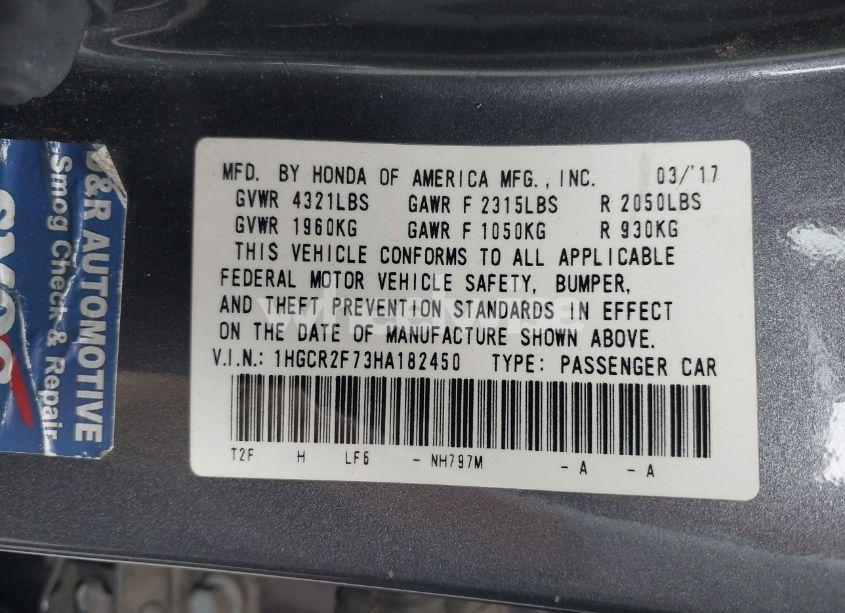 MFD. BY HONDA OF AMERICA MFG., INC. 03/'17
GVWR 4321LBS GAWR F 2315LBS R 2050LBS
GVWR 1960KG GAWR F 1050KG R 930KG
THIS VEHICLE CONFORMS TO ALL APPLICABLE
FEDERAL MOTOR VEHICLE SAFETY, BUMPER,
AND THEFT PREVENTION STANDARDS IN EFFECT
ON THE DATE OF MANUFACTURE SHOWN ABOVE.
V.I.N.: 1HGCR2F73HA182450 TYPE: PASSENGER CAR
T2F H LF6 - NH797M - A - A
D&R AUTOMOTIVE
Smog Check & Repair
SMOG